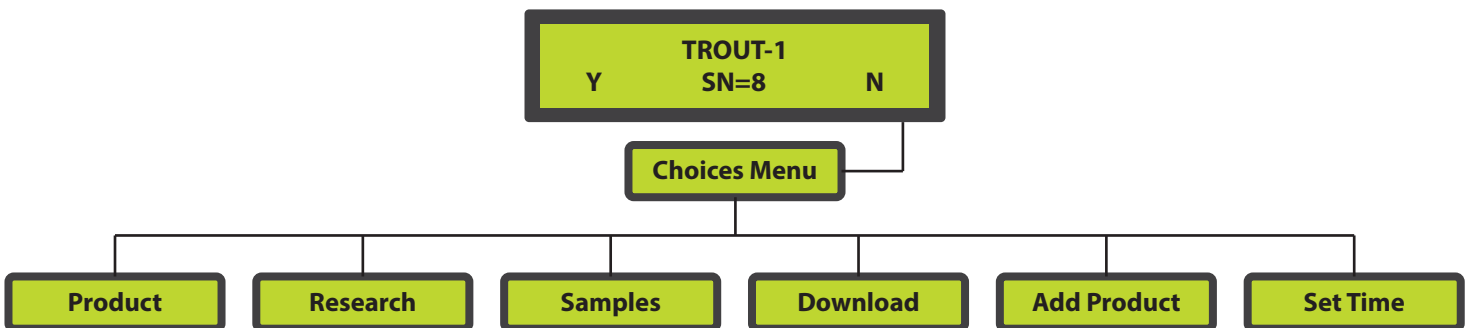 TROUT-1
Y SN=8 N
Choices Menu
Product Research Samples Download Add Product Set Time